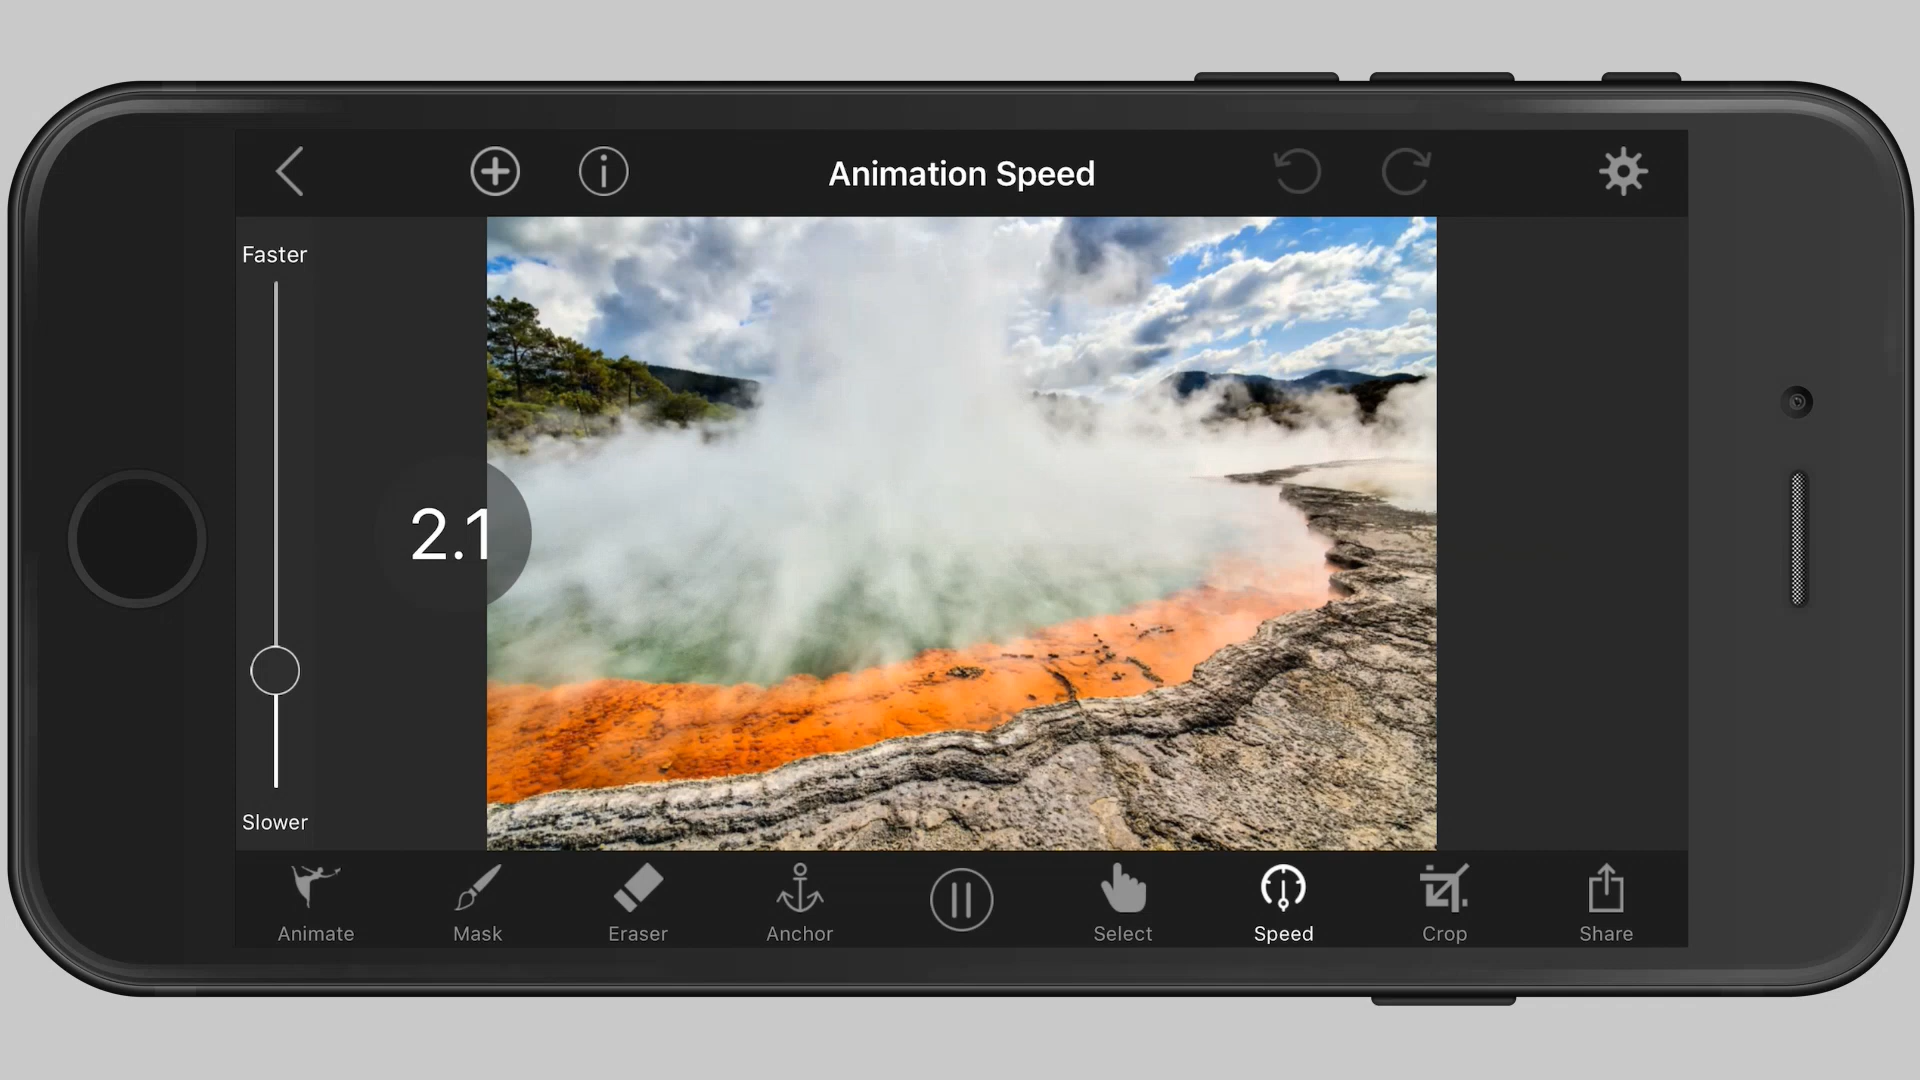 Animation Speed
Faster
2.1
Slower
Animate
Mask
Eraser
Anchor
Select
Speed
Crop
Share